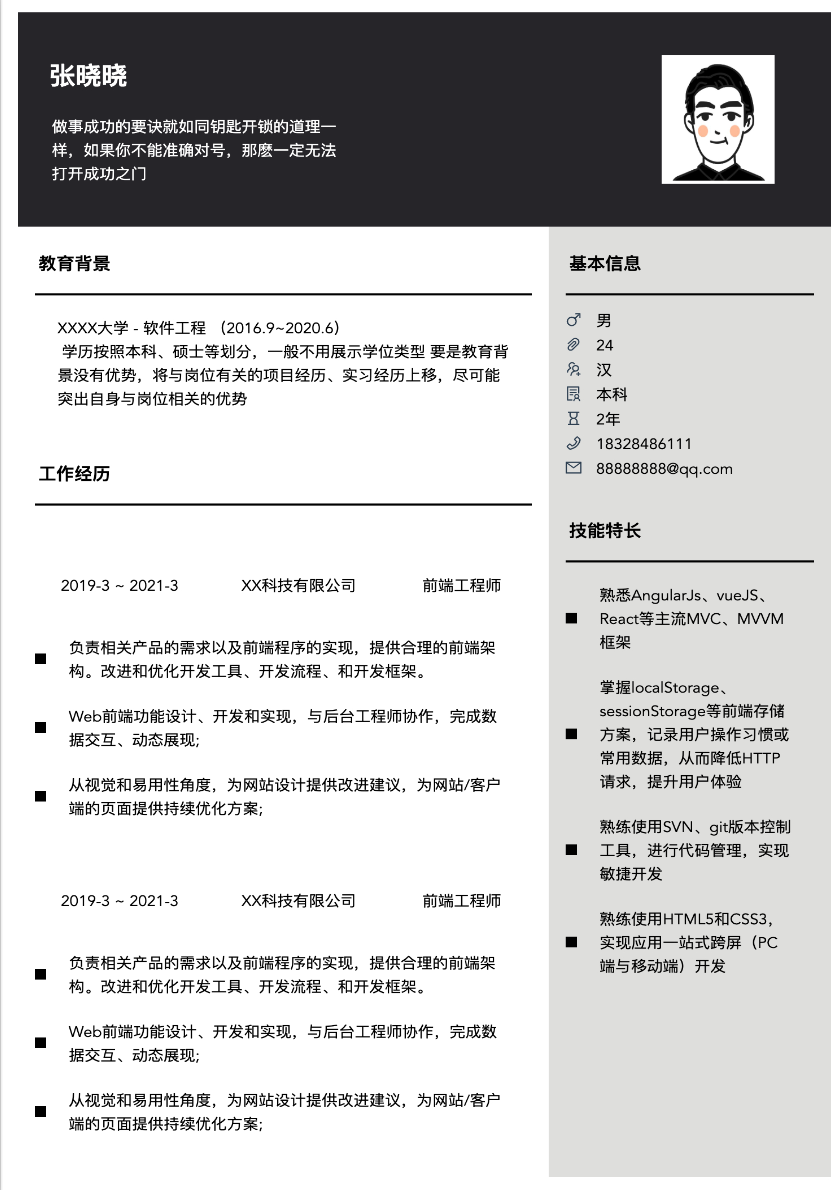 张晓晓
做事成功的要诀就如同钥匙开锁的道理一
样，如果你不能准确对号，那麽一定无法
打开成功之门
教育背景
XXXX大学 - 软件工程 （2016.9~2020.6）
学历按照本科、硕士等划分，一般不用展示学位类型 要是教育背
景没有优势，将与岗位有关的项目经历、实习经历上移，尽可能
突出自身与岗位相关的优势
工作经历
2019-3 ~ 2021-3 XX科技有限公司 前端工程师
负责相关产品的需求以及前端程序的实现，提供合理的前端架
构。改进和优化开发工具、开发流程、和开发框架。
Web前端功能设计、开发和实现，与后台工程师协作，完成数
据交互、动态展现;
从视觉和易用性角度，为网站设计提供改进建议，为网站/客户
端的页面提供持续优化方案;
2019-3 ~ 2021-3 XX科技有限公司 前端工程师
负责相关产品的需求以及前端程序的实现，提供合理的前端架
构。改进和优化开发工具、开发流程、和开发框架。
Web前端功能设计、开发和实现，与后台工程师协作，完成数
据交互、动态展现;
从视觉和易用性角度，为网站设计提供改进建议，为网站/客户
端的页面提供持续优化方案;
基本信息
男
24
汉
本科
2年
18328486111
88888888@qq.com
技能特长
熟悉AngularJs、vueJS、
React等主流MVC、MVVM
框架
掌握localStorage、
sessionStorage等前端存储
方案，记录用户操作习惯或
常用数据，从而降低HTTP
请求，提升用户体验
熟练使用SVN、git版本控制
工具，进行代码管理，实现
敏捷开发
熟练使用HTML5和CSS3，
实现应用一站式跨屏（PC
端与移动端）开发